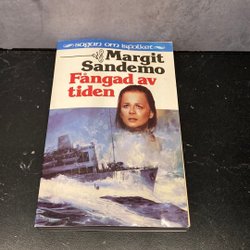 sagan om isfolket
Margit
Sandemo
Fångad av
tiden